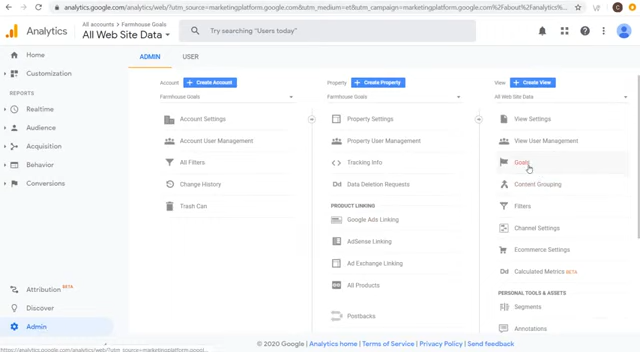 analytics.google.com/analytics/web/?utm_source=marketingplatform.google.com&utm_medium=et&utm_campaign=marketingplatform.google.com%2Fabout%2Fanalytics
Analytics
All accounts > Farmhouse Goals
All Web Site Data
Try searching "Users today"
C
Home
Customization
REPORTS
Realtime
Audience
Acquisition
Behavior
Conversions
Attribution BETA
Discover
Admin
ADMIN
USER
Account + Create Account
Farmhouse Goals
Account Settings
Account User Management
All Filters
Change History
Trash Can
Property + Create Property
Farmhouse Goals
Property Settings
Property User Management
Tracking Info
Dd Data Deletion Requests
PRODUCT LINKING
Google Ads Linking
AdSense Linking
Ad Exchange Linking
All Products
Postbacks
View + Create View
All Web Site Data
View Settings
View User Management
Goals
Content Grouping
Filters
Channel Settings
Ecommerce Settings
Dd Calculated Metrics BETA
PERSONAL TOOLS & ASSETS
Segments
Annotations
© 2020 Google | Analytics home | Terms of Service | Privacy Policy | Send feedback